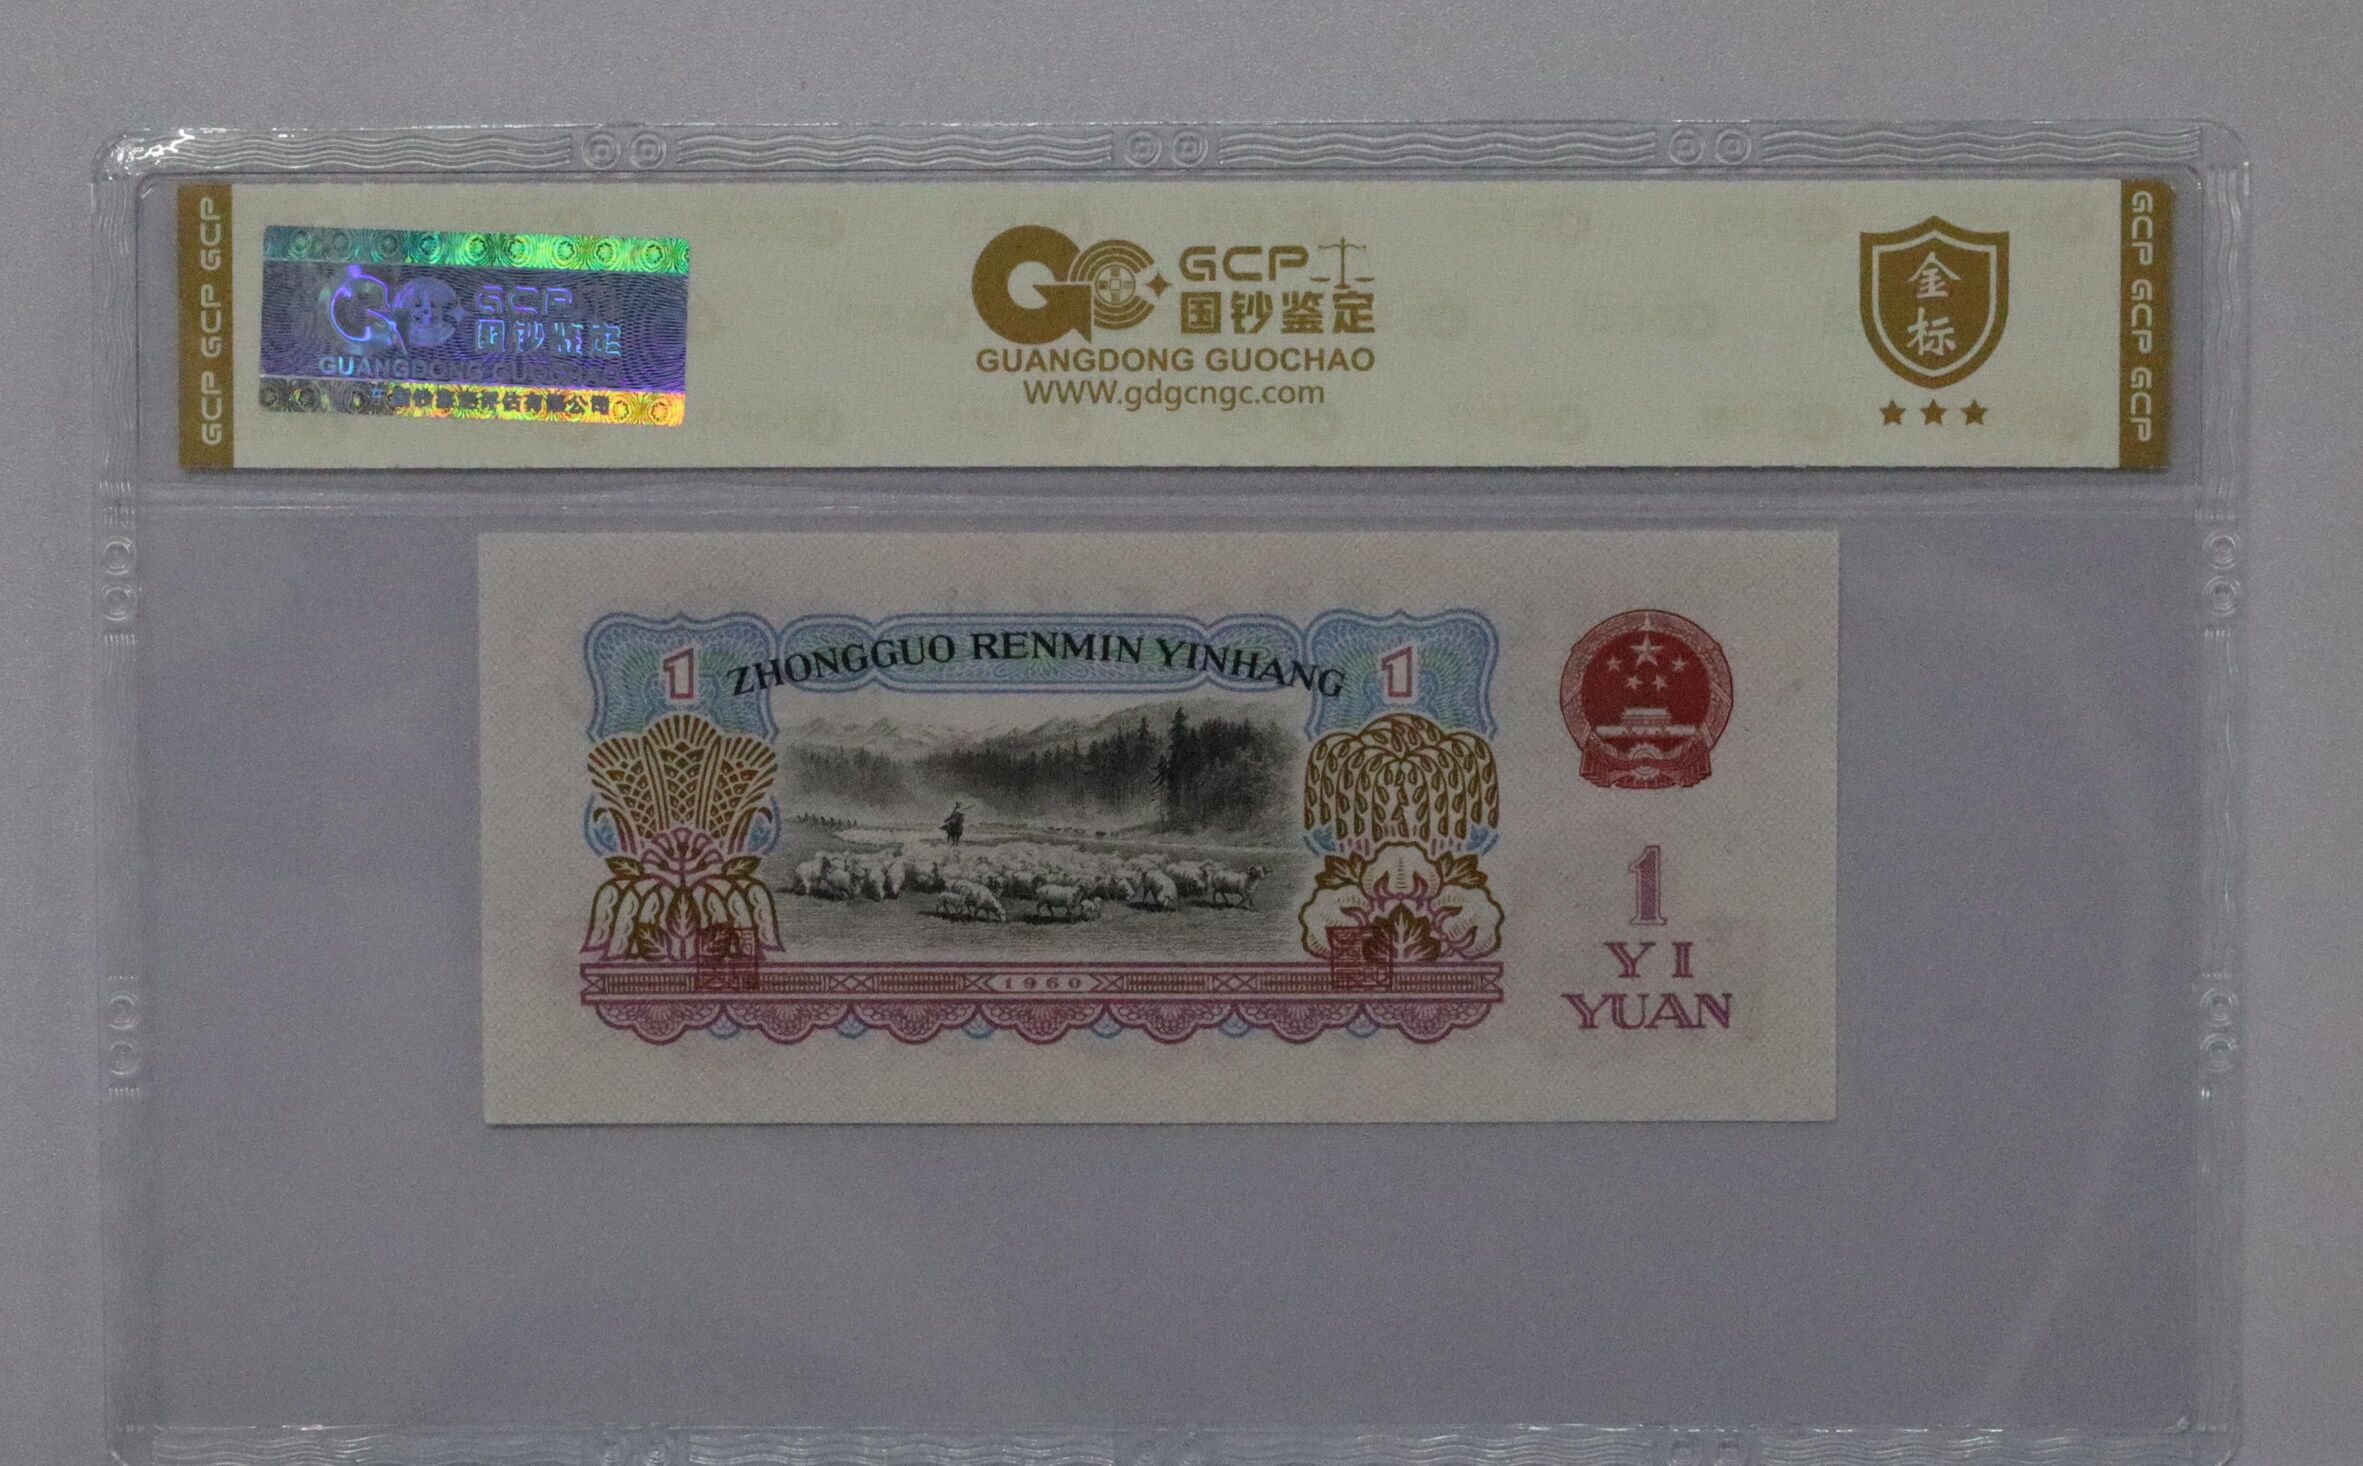 GCP GCP GCP
GCP
国钞鉴定
GUANGDONG GUOCHAO
GCP
国钞鉴定
GUANGDONG GUOCHAO
WWW.gdgcngc.com
金
标
GCP GCP GCP
1
ZHONGGUO RENMIN YINHANG
1
1960
1
YI
YUAN